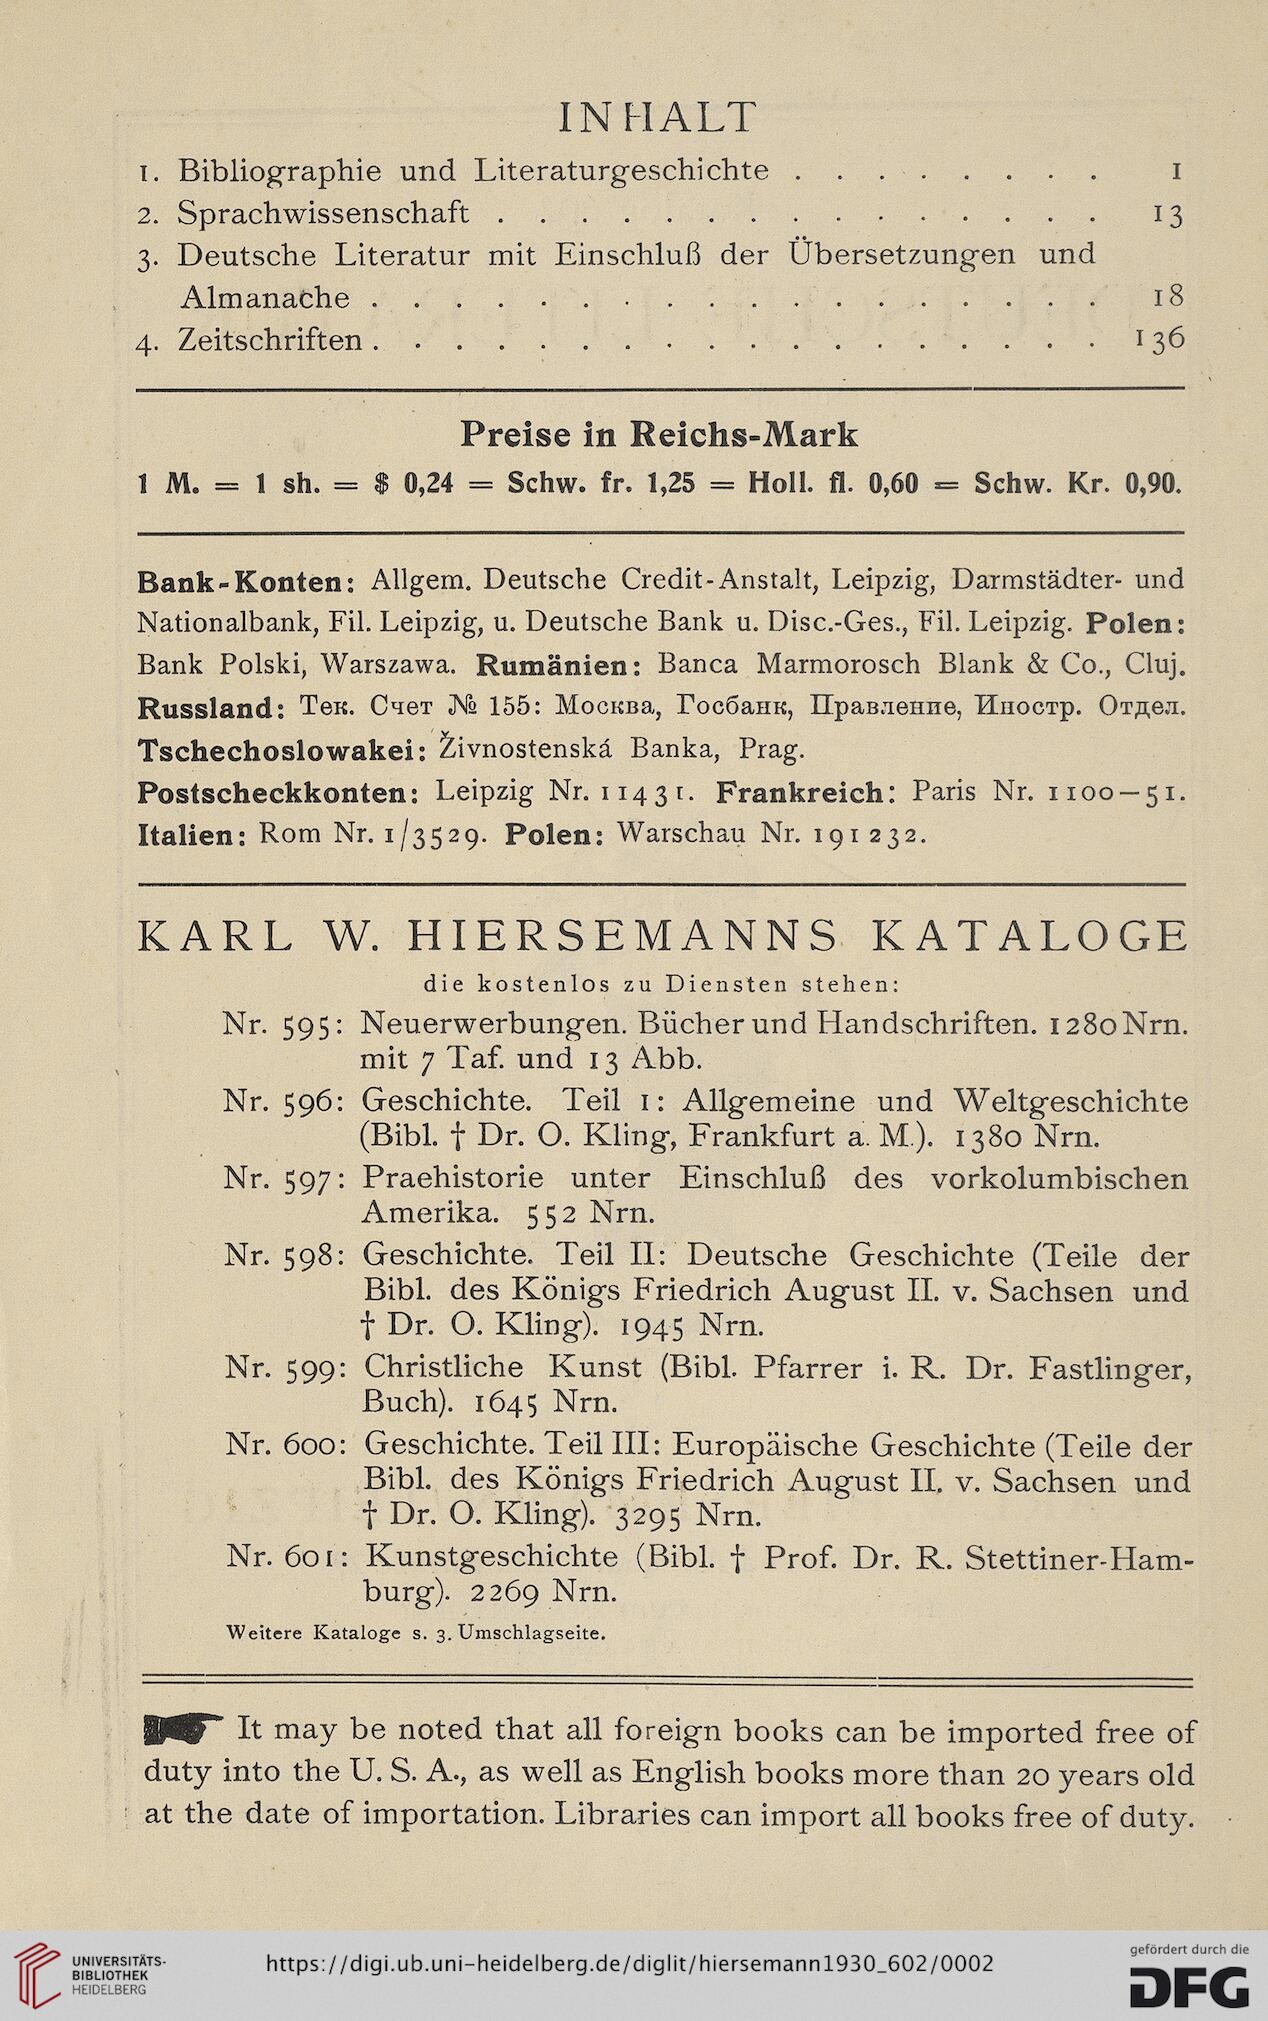 INHALT
1. Bibliographie und Literaturgeschichte . . . . . . . . 1
2. Sprachwissenschaft . . . . . . . . . . . . . . . 13
3. Deutsche Literatur mit Einschluß der Übersetzungen und
Almanache . . . . . . . . . . . . . . . . . . 18
4. Zeitschriften . . . . . . . . . . . . . . . . . . 136
Preise in Reichs-Mark
1 M. = 1 sh. = $ 0,24 = Schw. fr. 1,25 = Holl. fl. 0,60 = Schw. Kr. 0,90.
Bank-Konten: Allgem. Deutsche Credit-Anstalt, Leipzig, Darmstädter- und
Nationalbank, Fil. Leipzig, u. Deutsche Bank u. Disc.-Ges., Fil. Leipzig. Polen:
Bank Polski, Warszawa. Rumänien: Banca Marmorosch Blank & Co., Cluj.
Russland: Тек. Счет № 155: Москва, Госбанк, Правление, Иностр. Отдел.
Tschechoslowakei: Živnostenská Banka, Prag.
Postscheckkonten: Leipzig Nr. 11431. Frankreich: Paris Nr. 1100—51.
Italien: Rom Nr. 1/3529. Polen: Warschau Nr. 191 232.
KARL W. HIERSEMANNS KATALOGE
die kostenlos zu Diensten stehen:
Nr. 595: Neuerwerbungen. Bücher und Handschriften. 1280 Nrn.
mit 7 Taf. und 13 Abb.
Nr. 596: Geschichte. Teil 1: Allgemeine und Weltgeschichte
(Bibl. † Dr. O. Kling, Frankfurt a. M.). 1380 Nrn.
Nr. 597: Praehistorie unter Einschluß des vorkolumbischen
Amerika. 552 Nrn.
Nr. 598: Geschichte. Teil II: Deutsche Geschichte (Teile der
Bibl. des Königs Friedrich August II. v. Sachsen und
† Dr. O. Kling). 1945 Nrn.
Nr. 599: Christliche Kunst (Bibl. Pfarrer i. R. Dr. Fastlinger,
Buch). 1645 Nrn.
Nr. 600: Geschichte. Teil III: Europäische Geschichte (Teile der
Bibl. des Königs Friedrich August II. v. Sachsen und
† Dr. O. Kling). 3295 Nrn.
Nr. 601: Kunstgeschichte (Bibl. † Prof. Dr. R. Stettiner-Ham-
burg). 2269 Nrn.
Weitere Kataloge s. 3. Umschlagseite.
It may be noted that all foreign books can be imported free of
duty into the U. S. A., as well as English books more than 20 years old
at the date of importation. Libraries can import all books free of duty.
UNIVERSITÄTS-
BIBLIOTHEK
HEIDELBERG
https://digi.ub.uni-heidelberg.de/diglit/hiersemann1930_602/0002
gefördert durch die
DFG